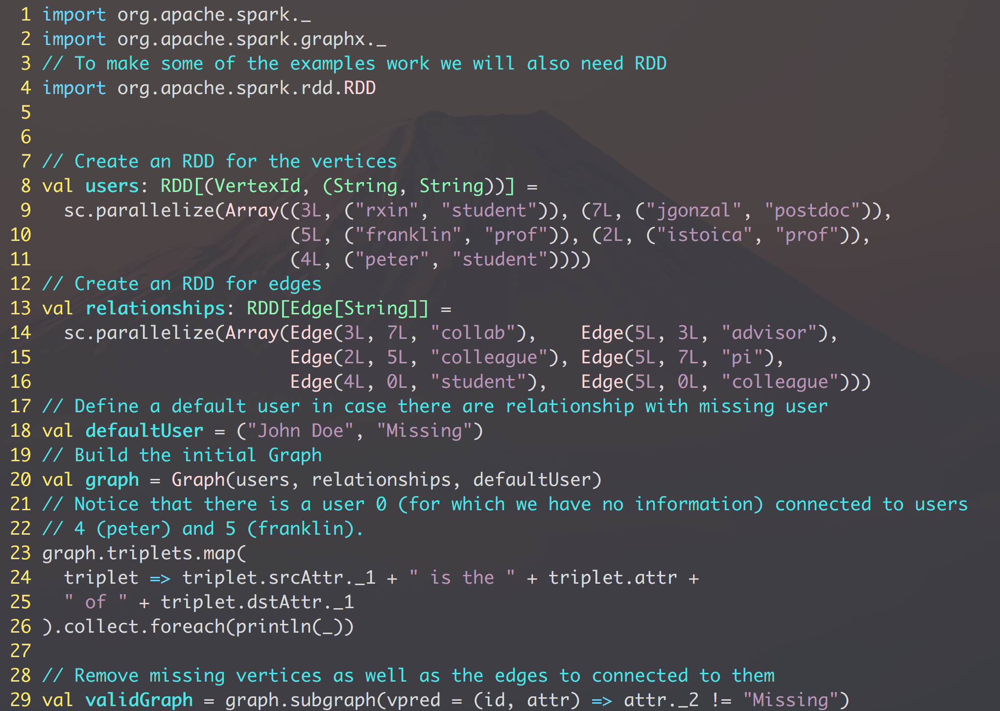 1 import org.apache.spark._
2 import org.apache.spark.graphx._
3 // To make some of the examples work we will also need RDD
4 import org.apache.spark.rdd.RDD
5
6
7 // Create an RDD for the vertices
8 val users: RDD[(VertexId, (String, String))] =
9   sc.parallelize(Array((3L, ("rxin", "student")), (7L, ("jgonzal", "postdoc")),
10                        (5L, ("franklin", "prof")), (2L, ("istoica", "prof")),
11                        (4L, ("peter", "student"))))
12 // Create an RDD for edges
13 val relationships: RDD[Edge[String]] =
14   sc.parallelize(Array(Edge(3L, 7L, "collab"),    Edge(5L, 3L, "advisor"),
15                        Edge(2L, 5L, "colleague"), Edge(5L, 7L, "pi"),
16                        Edge(4L, 0L, "student"),   Edge(5L, 0L, "colleague")))
17 // Define a default user in case there are relationship with missing user
18 val defaultUser = ("John Doe", "Missing")
19 // Build the initial Graph
20 val graph = Graph(users, relationships, defaultUser)
21 // Notice that there is a user 0 (for which we have no information) connected to users
22 // 4 (peter) and 5 (franklin).
23 graph.triplets.map(
24   triplet => triplet.srcAttr._1 + " is the " + triplet.attr +
25   " of " + triplet.dstAttr._1
26 ).collect.foreach(println(_))
27
28 // Remove missing vertices as well as the edges to connected to them
29 val validGraph = graph.subgraph(vpred = (id, attr) => attr._2 != "Missing")